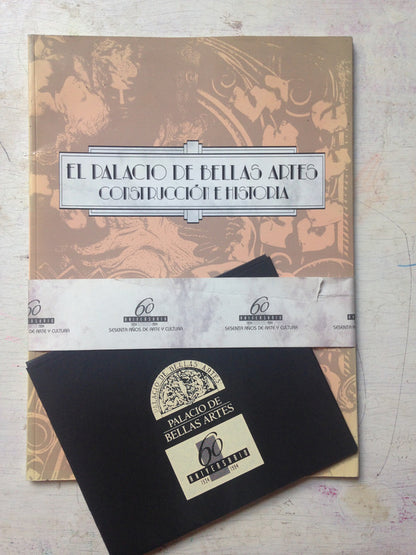 EL PALACIO DE BELLAS ARTES
CONSTRUCCIÓN E HISTORIA
60
ANIVERSARIO
SESENTA AÑOS DE ARTE Y CULTURA
60
ANIVERSARIO
1934 1994
SESENTA AÑOS DE ARTE Y CULTURA
60
ANIVERSARIO
SESENTA AÑOS DE ARTE Y CULTURA
PALACIO DE BELLAS ARTES
PALACIO DE
BELLAS ARTES
60
ANIVERSARIO
1934 1994